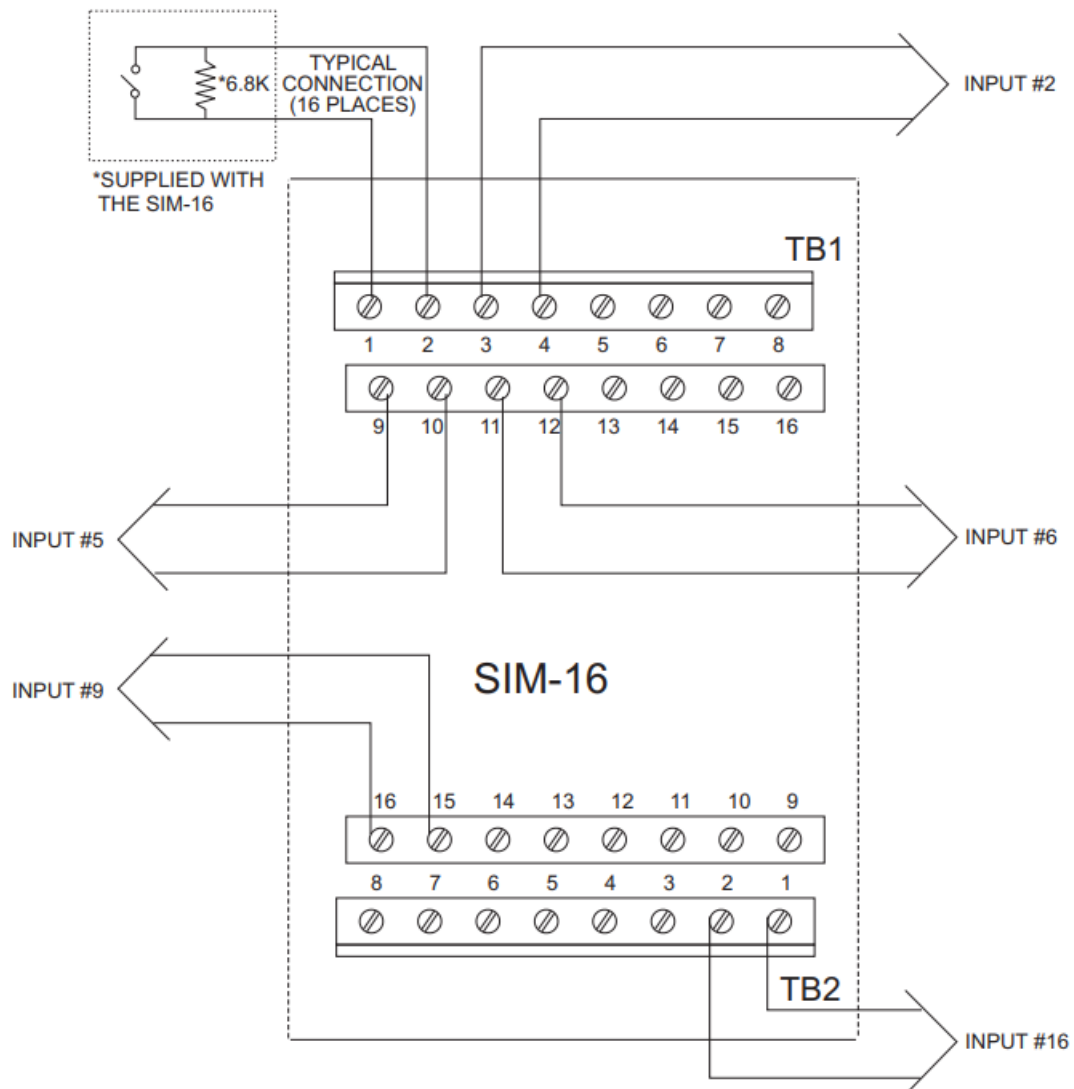 *6.8K
TYPICAL
CONNECTION
(16 PLACES)
INPUT #2
*SUPPLIED WITH
THE SIM-16
TB1
1 2 3 4 5 6 7 8
9 10 11 12 13 14 15 16
INPUT #5
INPUT #6
SIM-16
INPUT #9
16 15 14 13 12 11 10 9
8 7 6 5 4 3 2 1
TB2
INPUT #16